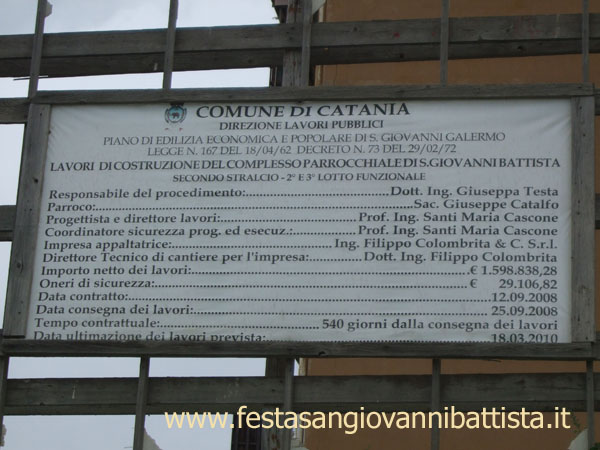 COMUNE DI CATANIA
DIREZIONE LAVORI PUBBLICI
PIANO DI EDILIZIA ECONOMICA E POPOLARE DI S. GIOVANNI GALERMO
LEGGE N. 167 DEL 18/04/62 DECRETO N. 73 DEL 29/02/72
LAVORI DI COSTRUZIONE DEL COMPLESSO PARROCCHIALE DI S.GIOVANNI BATTISTA
SECONDO STRALCIO - 2° E 3° LOTTO FUNZIONALE
Responsabile del procedimento:..............Dott. Ing. Giuseppa Testa
Parroco:..............Sac. Giuseppe Catalfo
Progettista e direttore lavori:..............Prof. Ing. Santi Maria Cascone
Coordinatore sicurezza prog. ed esecuz.:..............Prof. Ing. Santi Maria Cascone
Impresa appaltatrice:..............Ing. Filippo Colombrita & C. S.r.l.
Direttore Tecnico di cantiere per l'impresa:..............Dott. Ing. Filippo Colombrita
Importo netto dei lavori:..............€ 1.598.838,28
Oneri di sicurezza:..............€ 29.106,82
Data contratto:..............12.09.2008
Data consegna dei lavori:..............25.09.2008
Tempo contrattuale:..............540 giorni dalla consegna dei lavori
Data ultimazione dei lavori prevista:..............18.03.2010
www.festasangiovannibattista.it